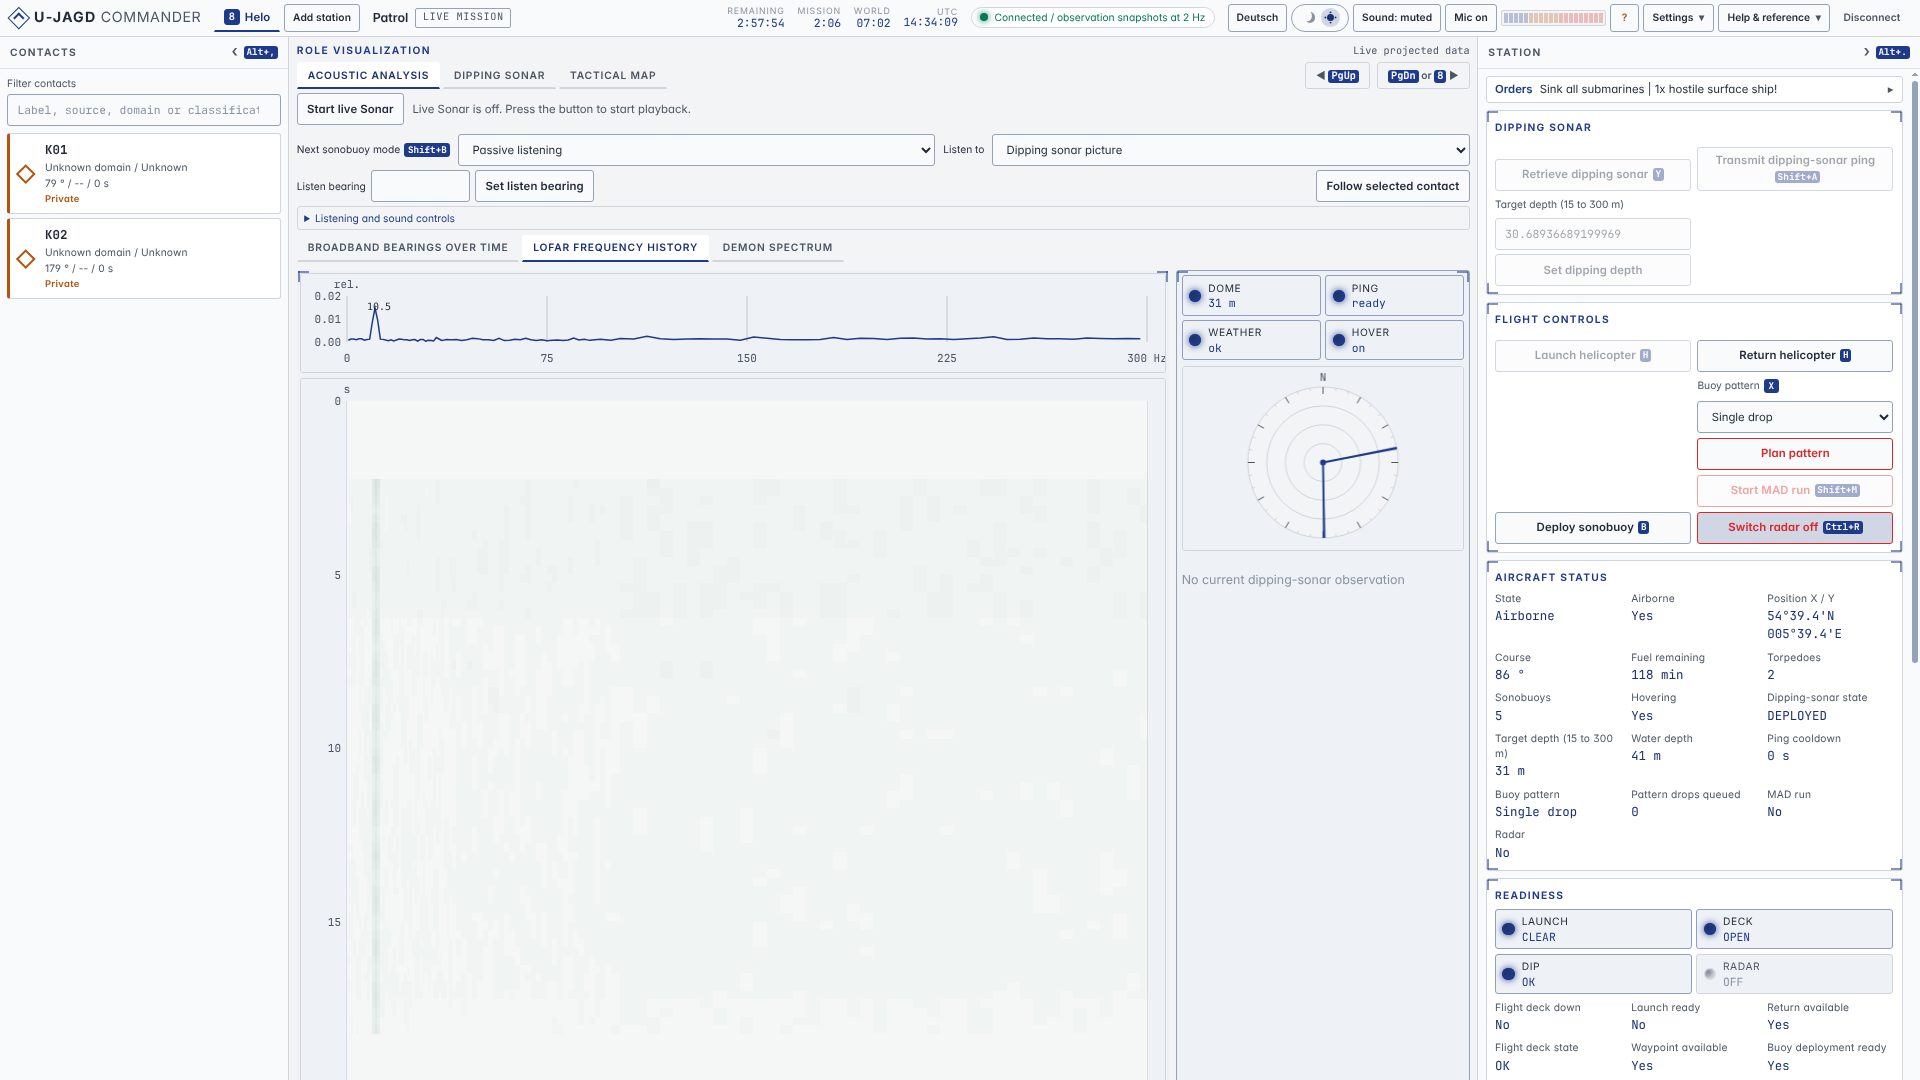 U-JAGD COMMANDER
8 Helo
Add station
Patrol
LIVE MISSION
REMAINING
2:57:54
MISSION
2:06
WORLD
07:02
UTC
14:34:09
Connected / observation snapshots at 2 Hz
Deutsch
Sound: muted
Mic on
?
Settings ▾
Help & reference ▾
Disconnect
CONTACTS
Alt+,
Filter contacts
Label, source, domain or classificat
K01
Unknown domain / Unknown
79 ° / -- / 0 s
Private
K02
Unknown domain / Unknown
179 ° / -- / 0 s
Private
ROLE VISUALIZATION
Live projected data
ACOUSTIC ANALYSIS
DIPPING SONAR
TACTICAL MAP
◀ PgUp
PgDn or 8 ▶
Start live Sonar
Live Sonar is off. Press the button to start playback.
Next sonobuoy mode Shift+B
Passive listening
Listen to
Dipping sonar picture
Listen bearing
Set listen bearing
Follow selected contact
▶ Listening and sound controls
BROADBAND BEARINGS OVER TIME
LOFAR FREQUENCY HISTORY
DEMON SPECTRUM
rel.
0.02
0.01
0.00
10.5
0
75
150
225
300 Hz
s
0
5
10
15
DOME
31 m
PING
ready
WEATHER
ok
HOVER
on
N
No current dipping-sonar observation
STATION
Alt+.
Orders Sink all submarines | 1x hostile surface ship!
DIPPING SONAR
Retrieve dipping sonar Y
Transmit dipping-sonar ping
Shift+A
Target depth (15 to 300 m)
30.68936689199969
Set dipping depth
FLIGHT CONTROLS
Launch helicopter H
Return helicopter H
Buoy pattern X
Single drop
Plan pattern
Start MAD run Shift+M
Deploy sonobuoy B
Switch radar off Ctrl+R
AIRCRAFT STATUS
State
Airborne
Airborne
Yes
Position X / Y
54°39.4'N
005°39.4'E
Course
86 °
Fuel remaining
118 min
Torpedoes
2
Sonobuoys
5
Hovering
Yes
Dipping-sonar state
DEPLOYED
Target depth (15 to 300
m)
31 m
Water depth
41 m
Ping cooldown
0 s
Buoy pattern
Single drop
Pattern drops queued
0
MAD run
No
Radar
No
READINESS
LAUNCH
CLEAR
DECK
OPEN
DIP
OK
RADAR
OFF
Flight deck down
No
Launch ready
No
Return available
Yes
Flight deck state
OK
Waypoint available
Yes
Buoy deployment ready
Yes